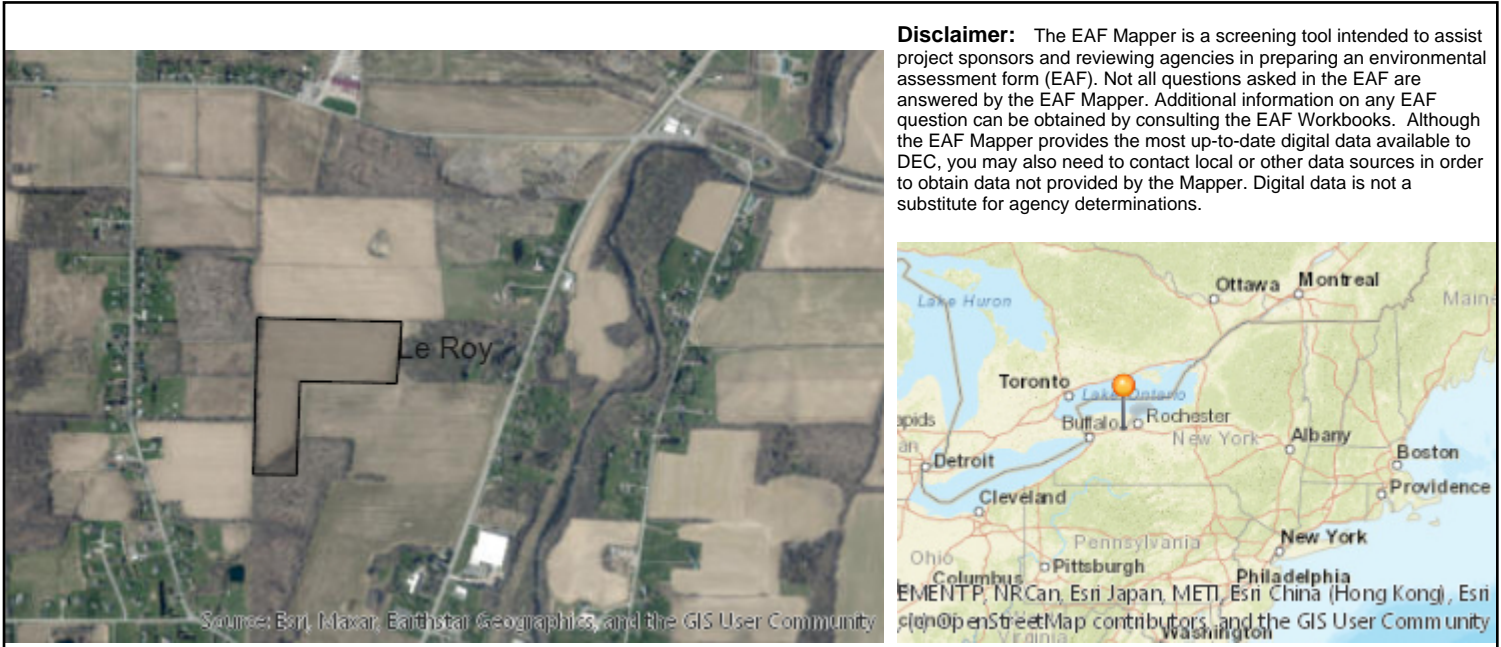 Disclaimer: The EAF Mapper is a screening tool intended to assist
project sponsors and reviewing agencies in preparing an environmental
assessment form (EAF). Not all questions asked in the EAF are
answered by the EAF Mapper. Additional information on any EAF
question can be obtained by consulting the EAF Workbooks. Although
the EAF Mapper provides the most up-to-date digital data available to
DEC, you may also need to contact local or other data sources in order
to obtain data not provided by the Mapper. Digital data is not a
substitute for agency determinations.
Le Roy
Source: Esri, Maxar, Earthstar Geographics, and the GIS User Community
Ottawa
Montreal
Lake Huron
Maine
Toronto
Lake Ontario
apids
Buffalo
Rochester
an
New York
Albany
Detroit
Boston
Providence
Cleveland
New York
Pennsylvania
Ohio
Pittsburgh
Columbus
Philadelphia
EMENT P, NRCan, Esri Japan, METI, Esri China (Hong Kong), Esri
(c) OpenStreetMap contributors, and the GIS User Community
Virginia
Washington